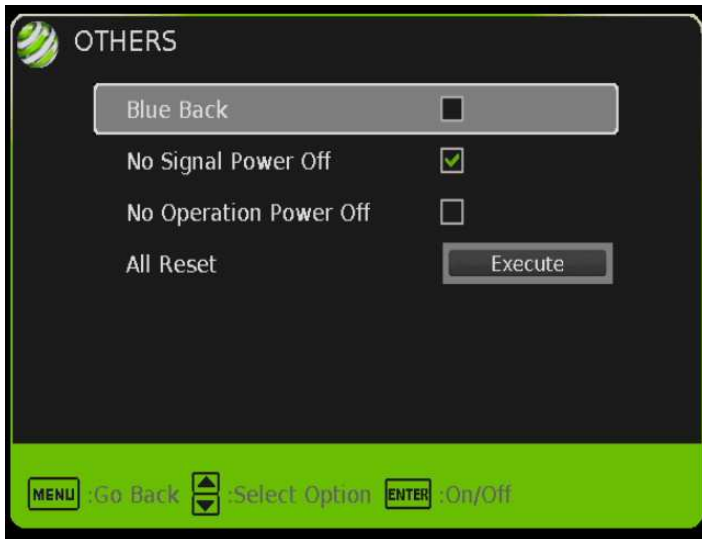 OTHERS
Blue Back
No Signal Power Off
No Operation Power Off
All Reset Execute
MENU :Go Back :Select Option ENTER :On/Off